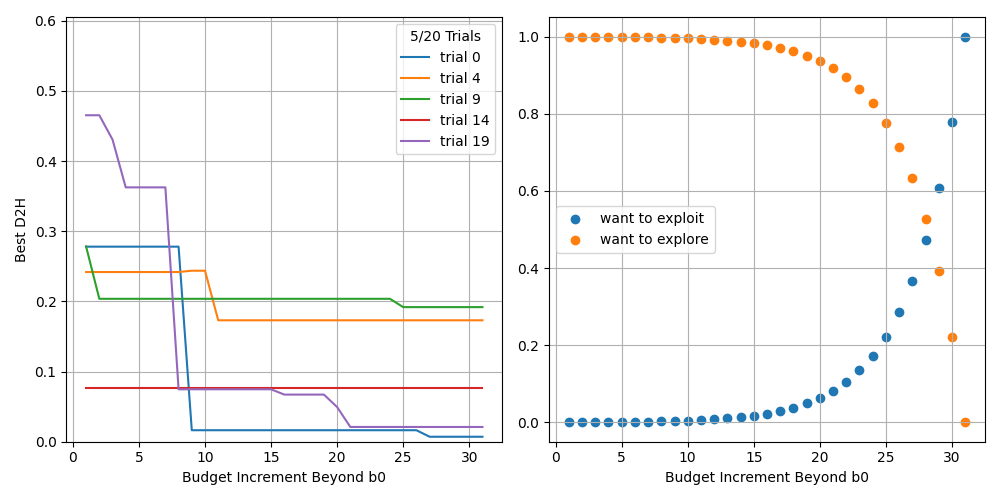 0.6
0.5
0.4
0.3
0.2
0.1
0.0
Best D2H
5/20 Trials
trial 0
trial 4
trial 9
trial 14
trial 19
0 5 10 15 20 25 30
Budget Increment Beyond b0
1.0
0.8
0.6
0.4
0.2
0.0
want to exploit
want to explore
0 5 10 15 20 25 30
Budget Increment Beyond b0